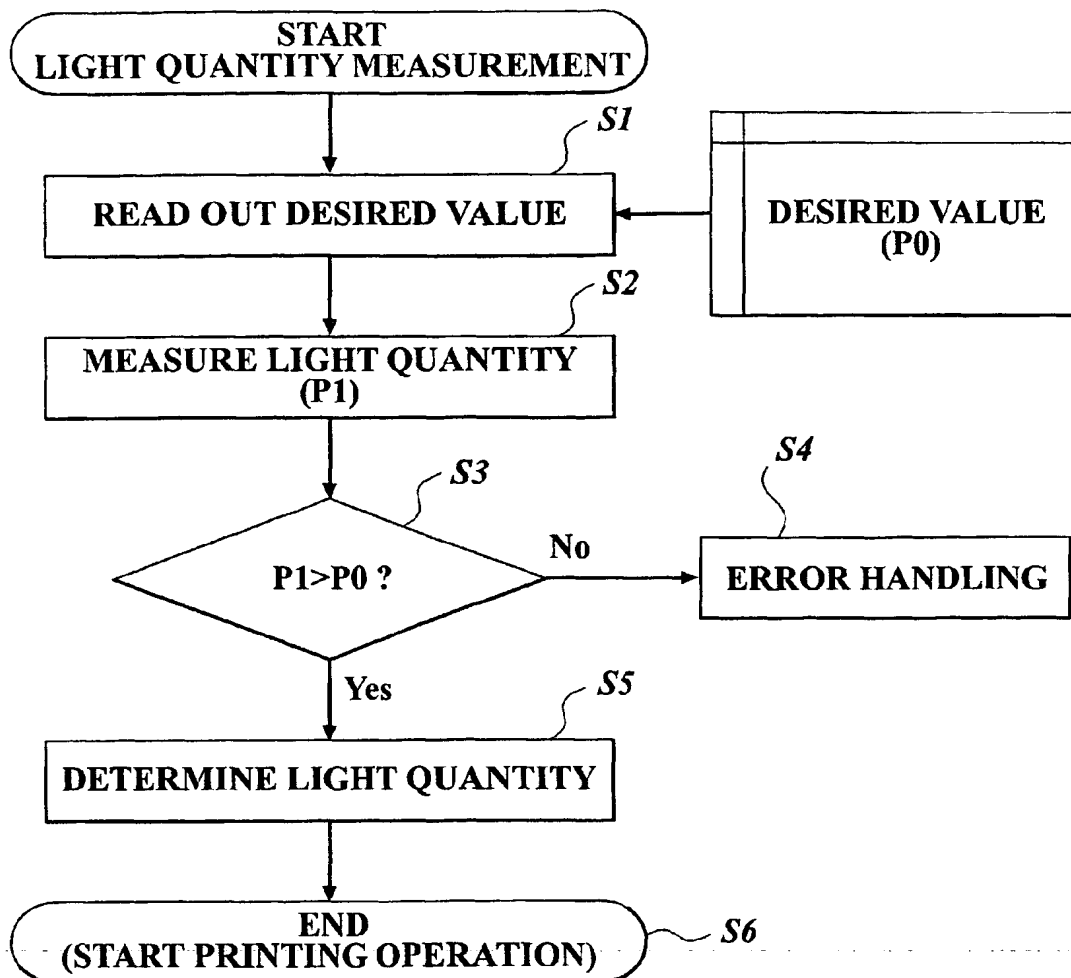 START
LIGHT QUANTITY MEASUREMENT
S1
READ OUT DESIRED VALUE
DESIRED VALUE
(P0)
S2
MEASURE LIGHT QUANTITY
(P1)
S3
P1>P0 ?
No
S4
ERROR HANDLING
Yes
S5
DETERMINE LIGHT QUANTITY
END
(START PRINTING OPERATION)
S6